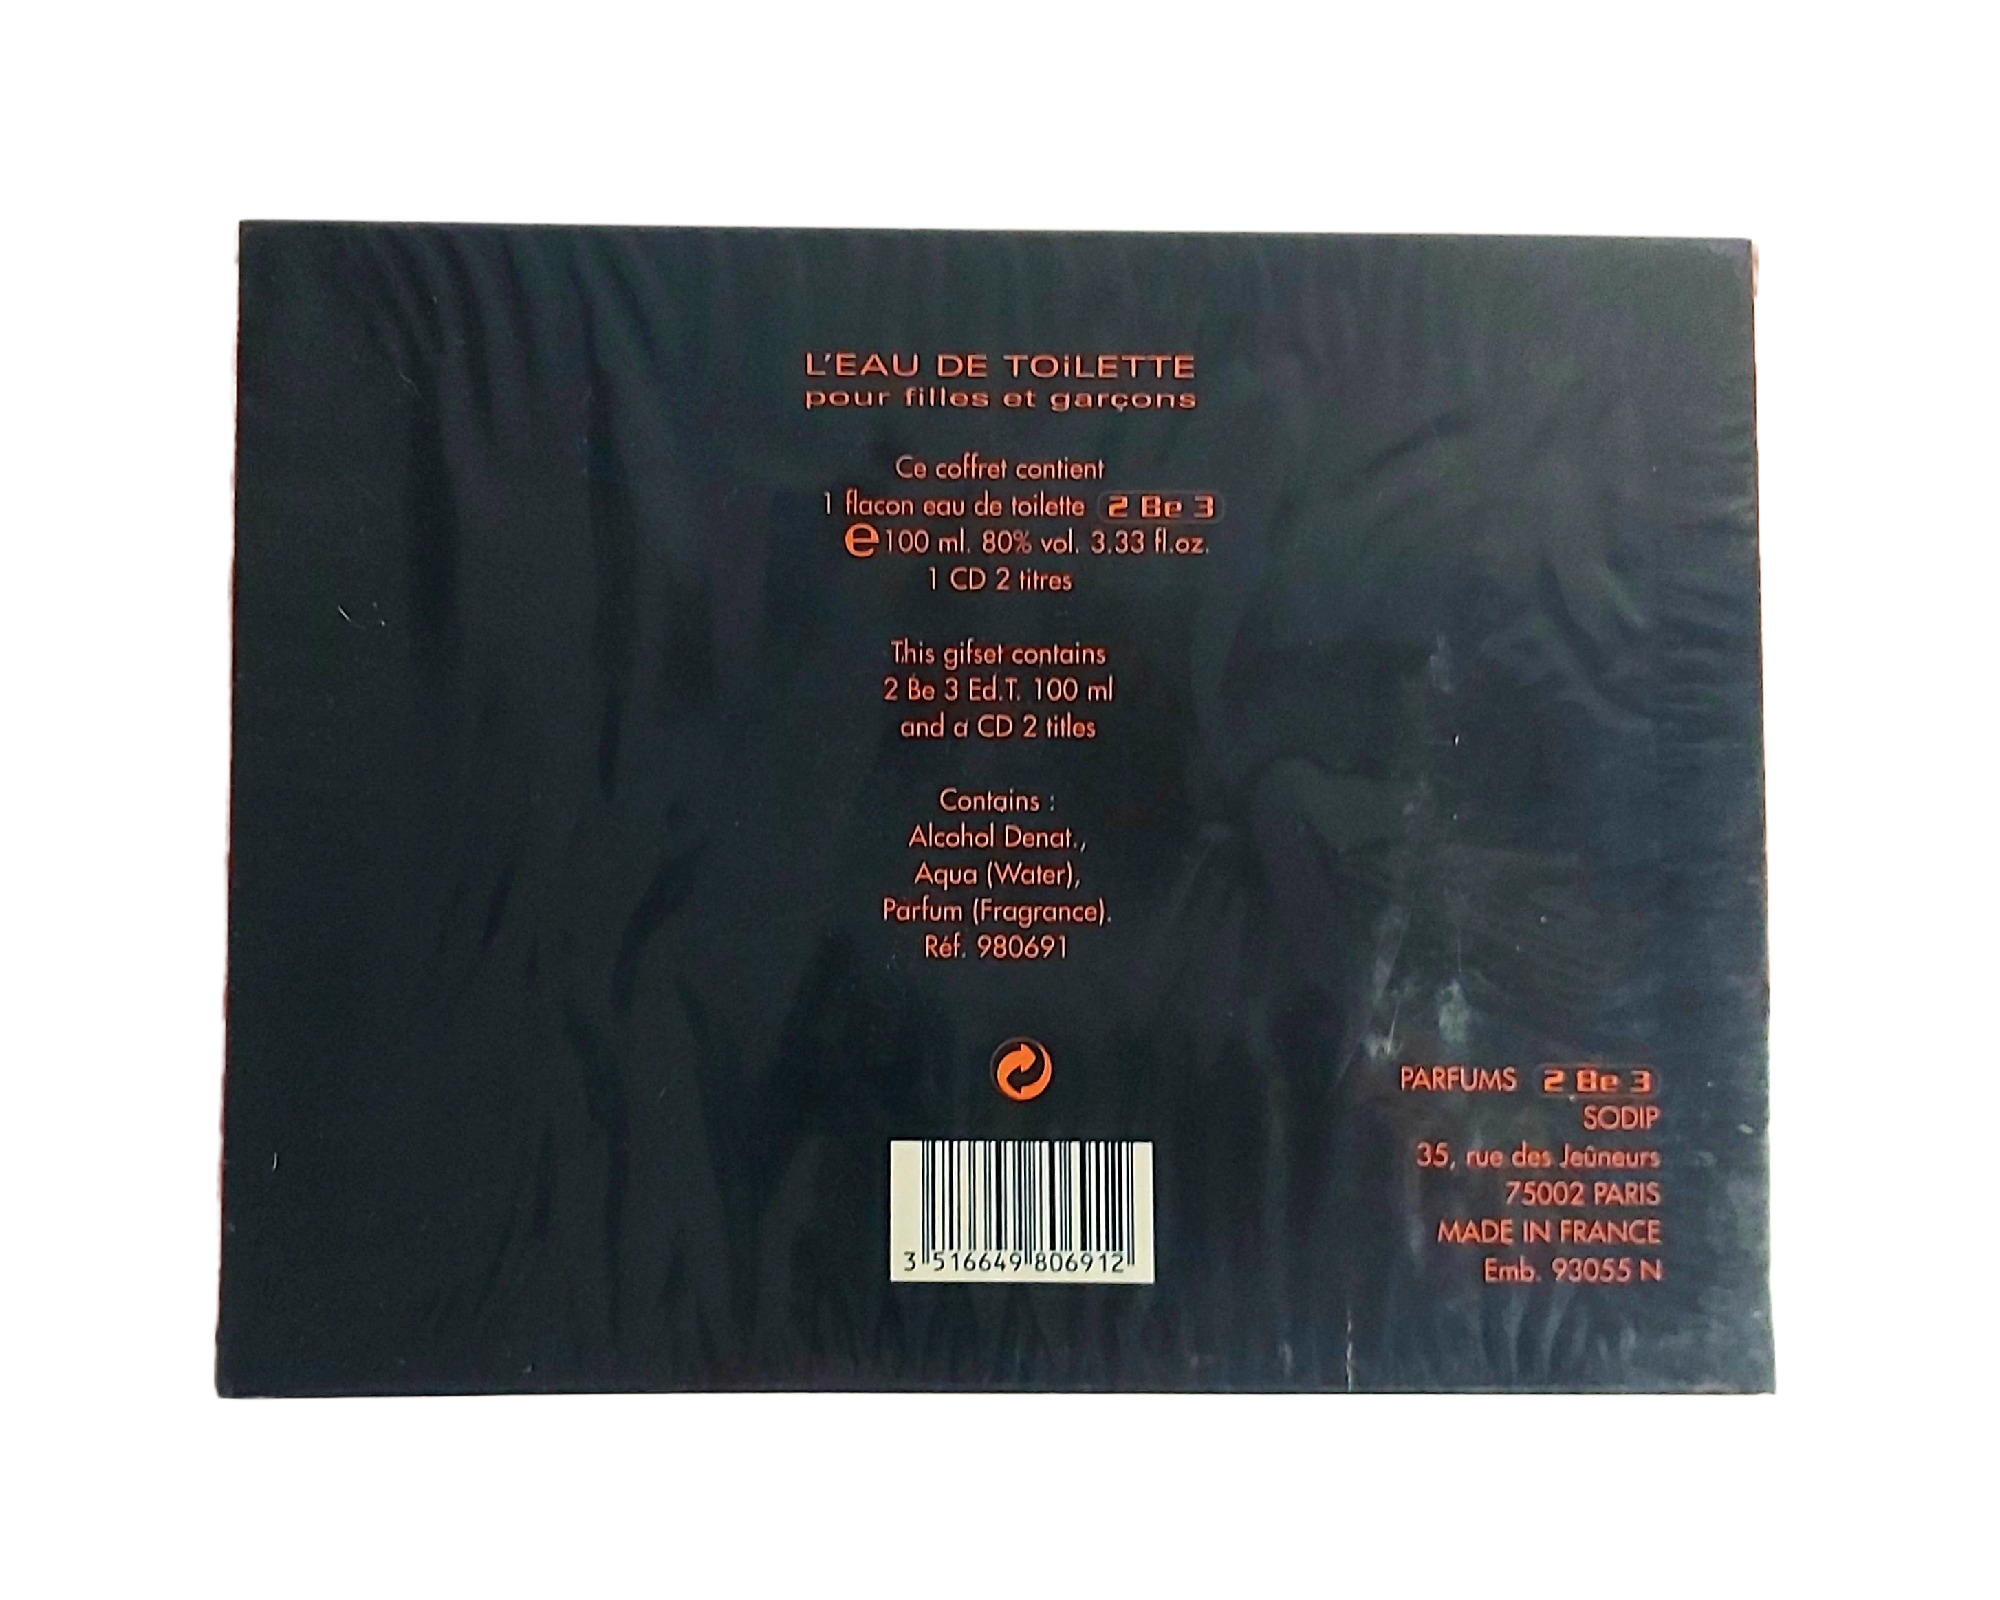 L'EAU DE TOiLETTE
pour filles et garçons
Ce coffret contient
1 flacon eau de toilette 2 Be 3
e 100 ml. 80% vol. 3.33 fl.oz.
1 CD 2 titres
This gifset contains
2 Be 3 Ed.T. 100 ml
and a CD 2 titles
Contains :
Alcohol Denat.,
Aqua (Water),
Parfum (Fragrance).
Réf. 980691
3 516649 806912
PARFUMS 2 Be 3
SODIP
35, rue des Jeûneurs
75002 PARIS
MADE IN FRANCE
Emb. 93055 N